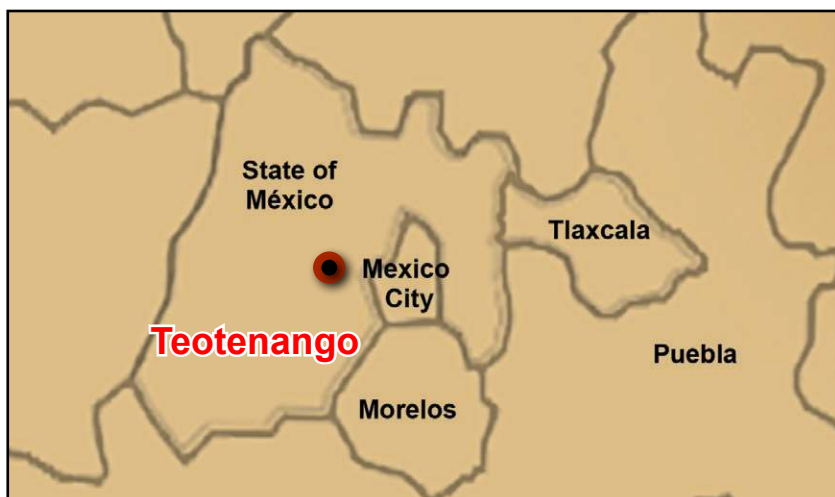 State of
México
Tlaxcala
Mexico
City
Teotenango
Puebla
Morelos